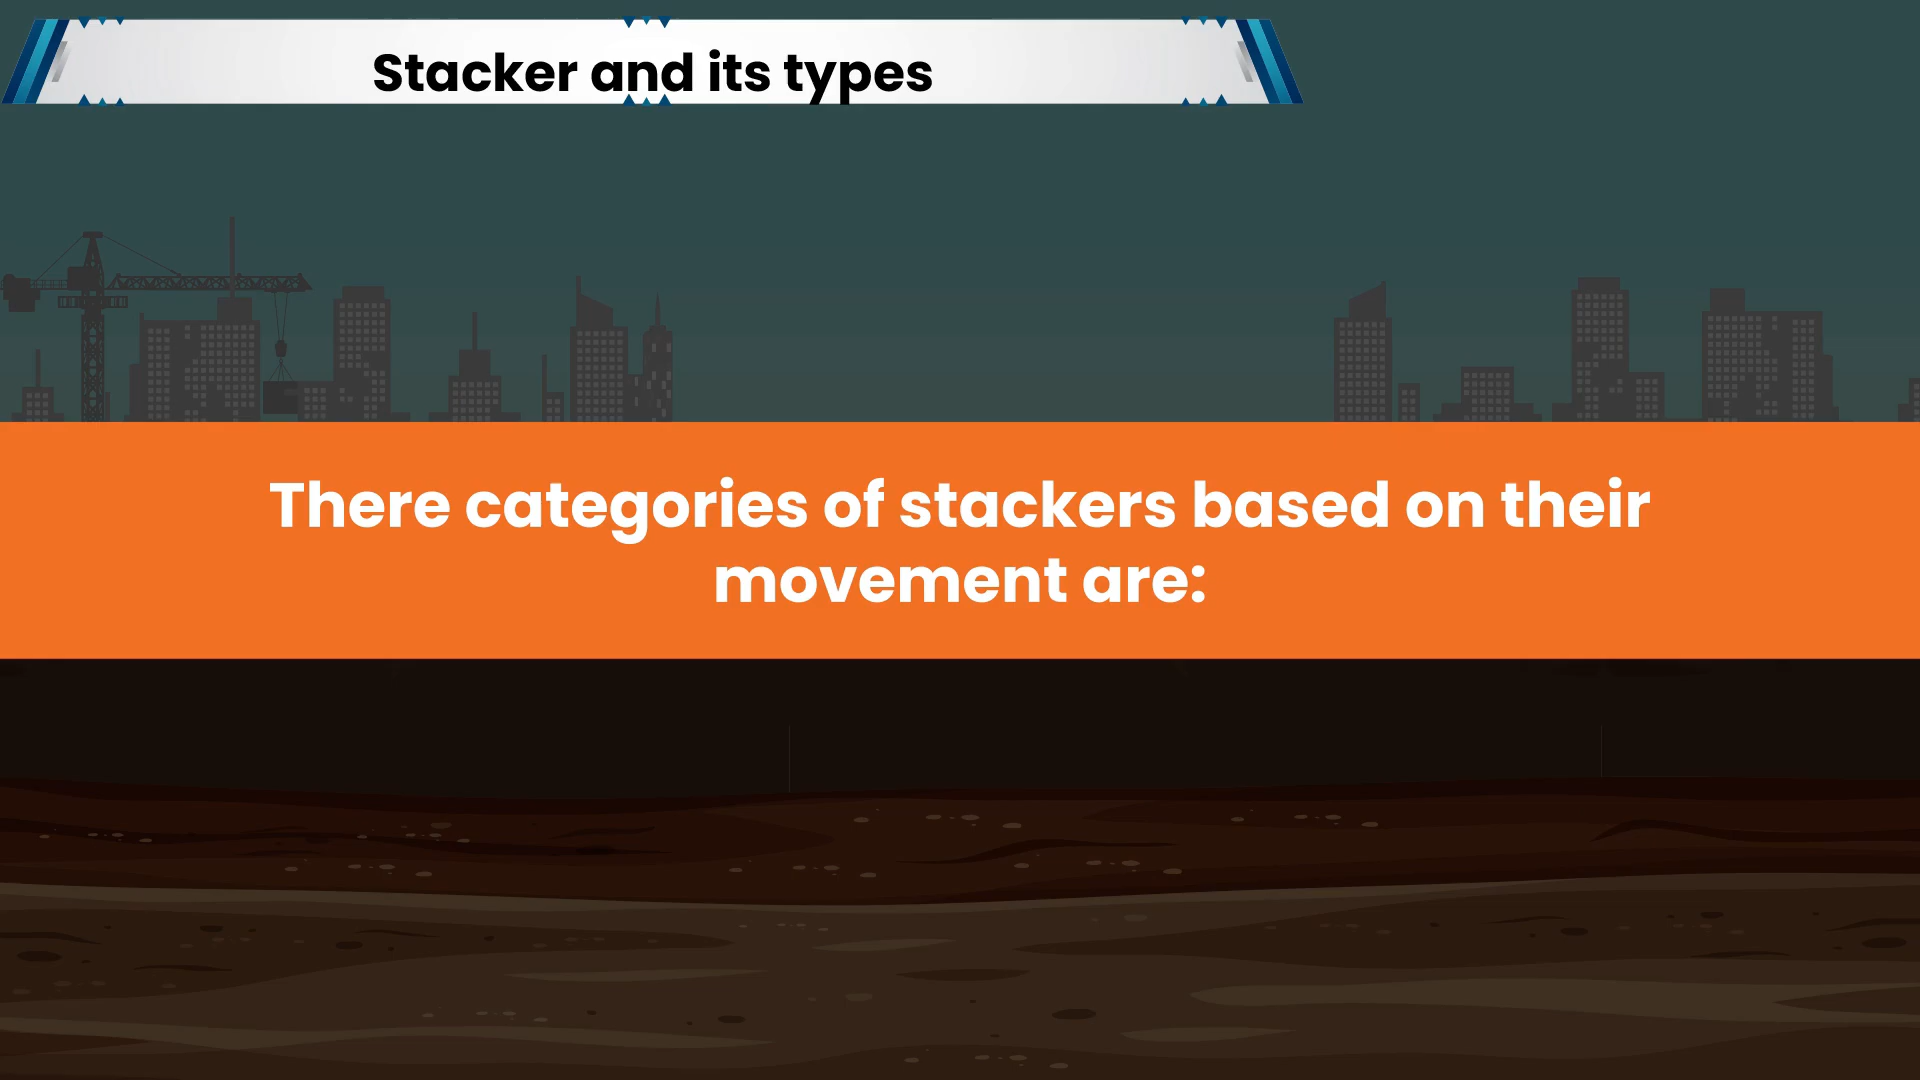 Stacker and its types
There categories of stackers based on their
movement are: